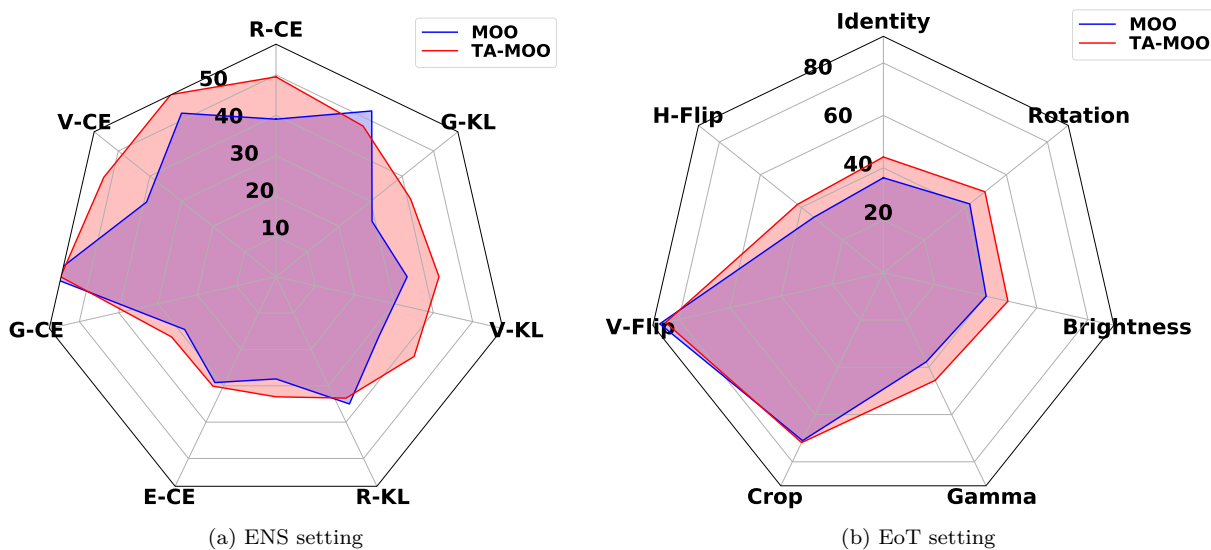 R-CE
MOO
TA-MOO
50
40
30
20
10
V-CE
G-KL
G-CE
V-KL
E-CE
R-KL
(a) ENS setting
Identity
MOO
TA-MOO
80
60
40
20
H-Flip
Rotation
V-Flip
Brightness
Crop
Gamma
(b) EoT setting